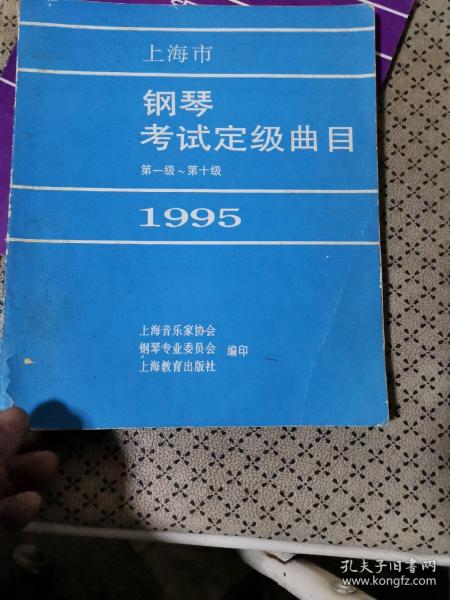 上海市
钢琴
考试定级曲目
第一级~第十级
1995
上海音乐家协会
钢琴专业委员会 编印
上海教育出版社
孔夫子旧书网
www.kongfz.com